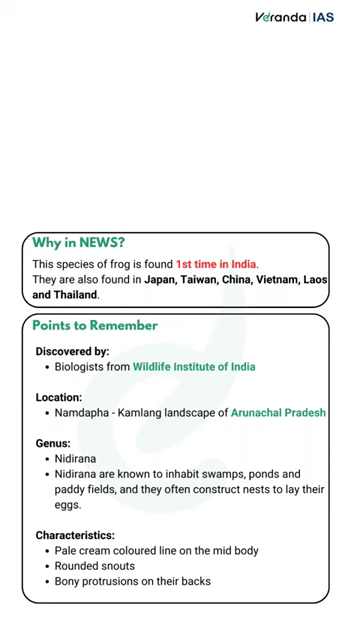 Veranda | IAS
Why in NEWS?
This species of frog is found 1st time in India.
They are also found in Japan, Taiwan, China, Vietnam, Laos
and Thailand.
Points to Remember
Discovered by:
• Biologists from Wildlife Institute of India
Location:
• Namdapha - Kamlang landscape of Arunachal Pradesh
Genus:
• Nidirana
• Nidirana are known to inhabit swamps, ponds and
paddy fields, and they often construct nests to lay their
eggs.
Characteristics:
• Pale cream coloured line on the mid body
• Rounded snouts
• Bony protrusions on their backs